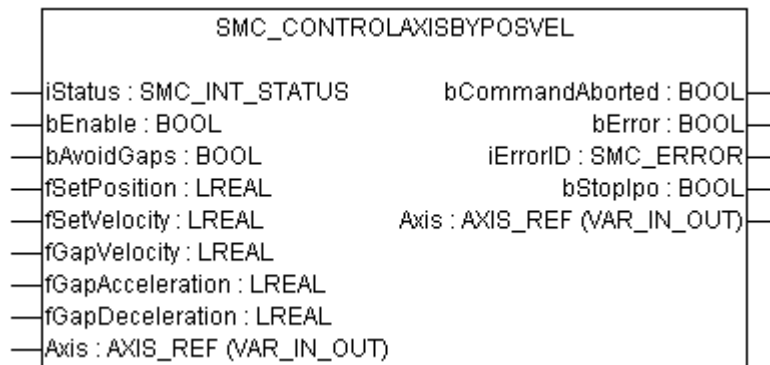 SMC_CONTROLAXISBYPOSVEL
iStatus : SMC_INT_STATUS bCommandAborted : BOOL
bEnable : BOOL bError : BOOL
bAvoidGaps : BOOL iErrorID : SMC_ERROR
fSetPosition : LREAL bStopIpo : BOOL
fSetVelocity : LREAL Axis : AXIS_REF (VAR_IN_OUT)
fGapVelocity : LREAL
fGapAcceleration : LREAL
fGapDeceleration : LREAL
Axis : AXIS_REF (VAR_IN_OUT)